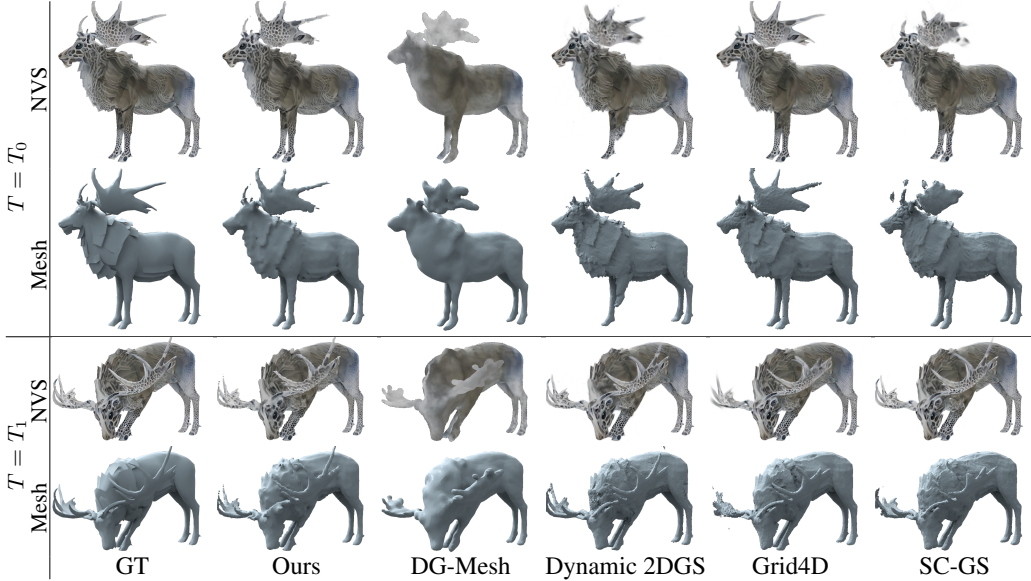 T = T₀
NVS
Mesh
T = T₁
NVS
Mesh
GT
Ours
DG-Mesh
Dynamic 2DGS
Grid4D
SC-GS